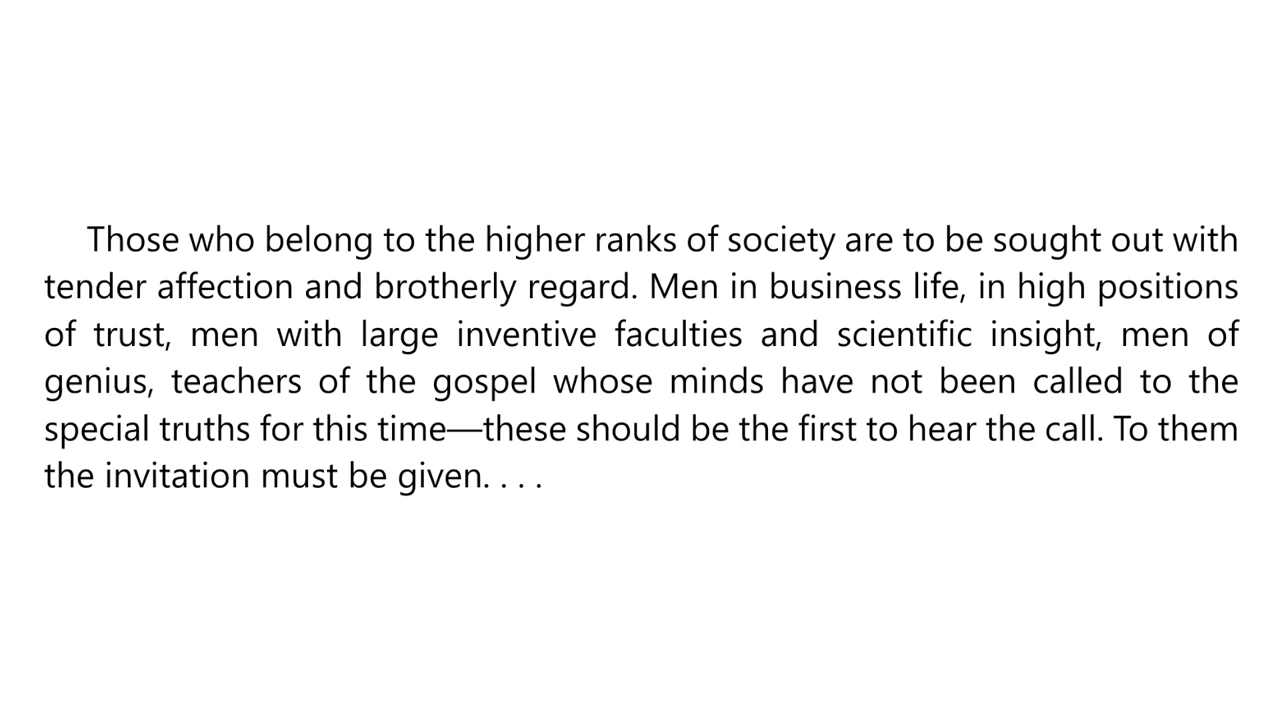 Those who belong to the higher ranks of society are to be sought out with
tender affection and brotherly regard. Men in business life, in high positions
of trust, men with large inventive faculties and scientific insight, men of
genius, teachers of the gospel whose minds have not been called to the
special truths for this time—these should be the first to hear the call. To them
the invitation must be given. . . .